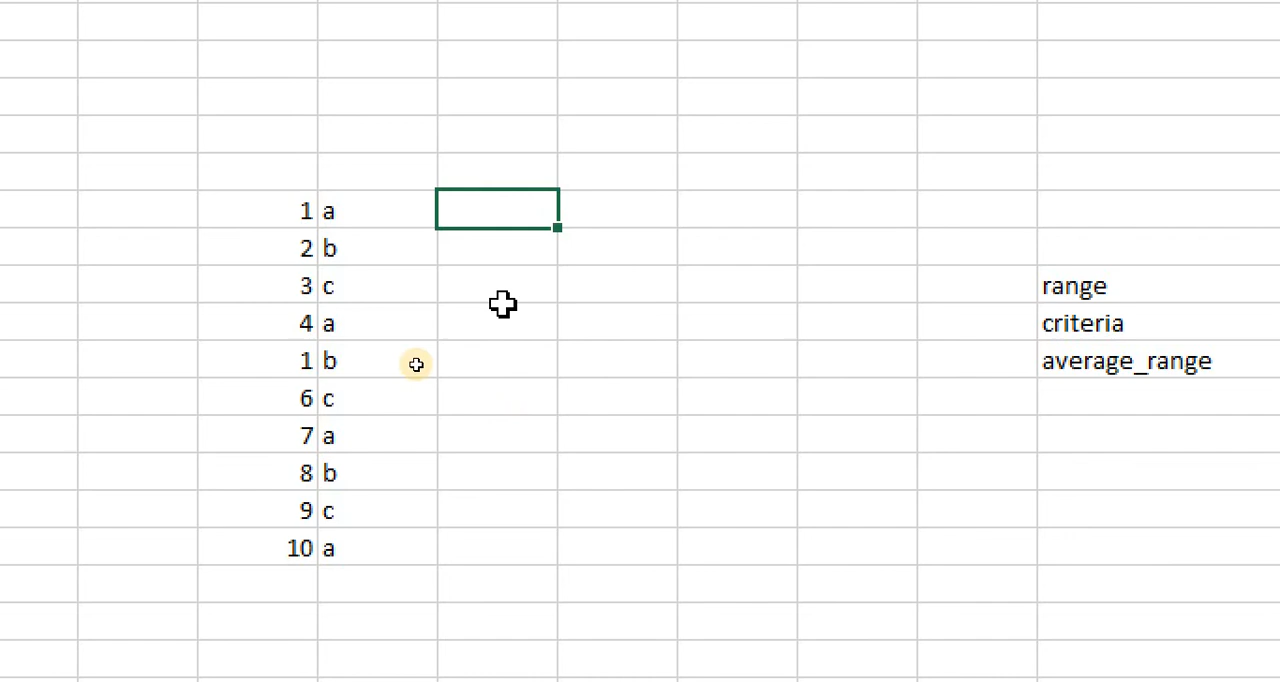 1 a
2 b
3 c range
4 a criteria
1 b average_range
6 c
7 a
8 b
9 c
10 a